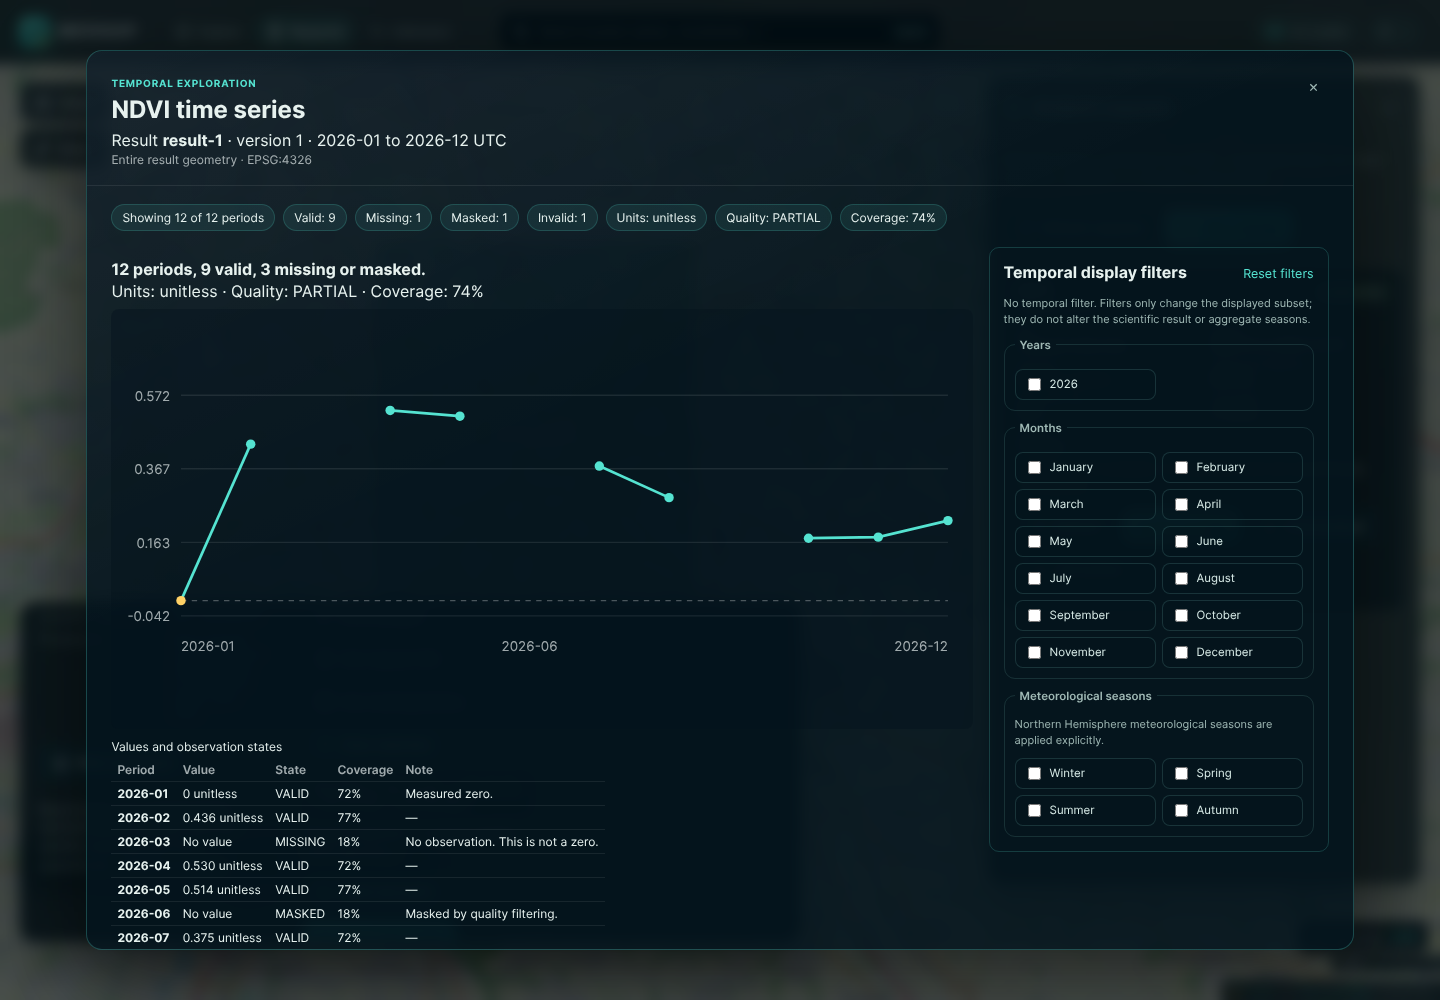 TEMPORAL EXPLORATION
NDVI time series
Result result-1 · version 1 · 2026-01 to 2026-12 UTC
Entire result geometry · EPSG:4326
×
Showing 12 of 12 periods
Valid: 9
Missing: 1
Masked: 1
Invalid: 1
Units: unitless
Quality: PARTIAL
Coverage: 74%
12 periods, 9 valid, 3 missing or masked.
Units: unitless · Quality: PARTIAL · Coverage: 74%
0.572
0.367
0.163
-0.042
2026-01
2026-06
2026-12
Values and observation states
Period Value State Coverage Note
2026-01 0 unitless VALID 72% Measured zero.
2026-02 0.436 unitless VALID 77% —
2026-03 No value MISSING 18% No observation. This is not a zero.
2026-04 0.530 unitless VALID 72% —
2026-05 0.514 unitless VALID 77% —
2026-06 No value MASKED 18% Masked by quality filtering.
2026-07 0.375 unitless VALID 72% —
Temporal display filters
Reset filters
No temporal filter. Filters only change the displayed subset;
they do not alter the scientific result or aggregate seasons.
Years
2026
Months
January February
March April
May June
July August
September October
November December
Meteorological seasons
Northern Hemisphere meteorological seasons are
applied explicitly.
Winter Spring
Summer Autumn